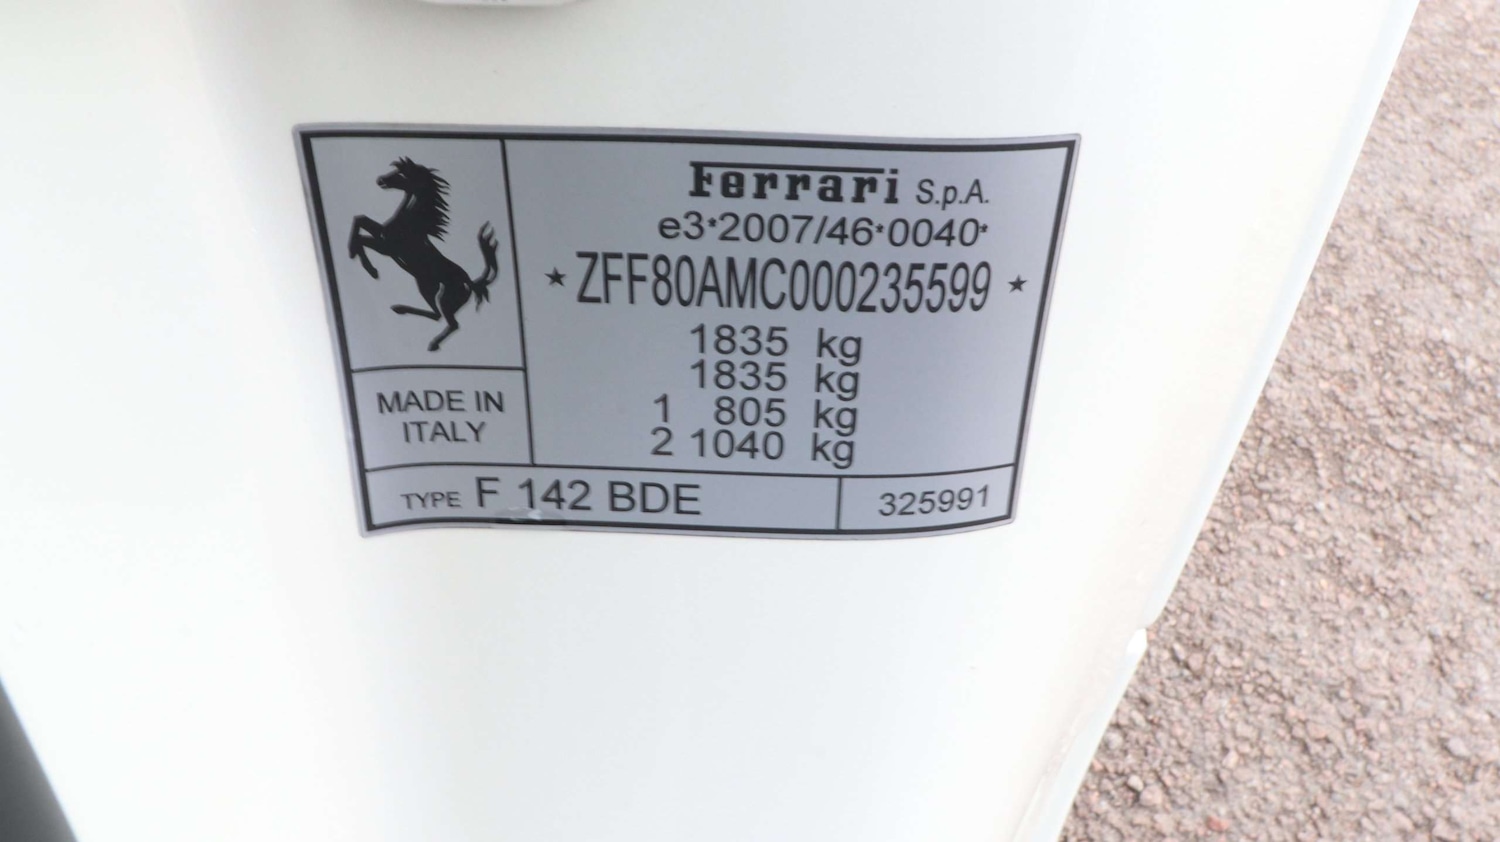 Ferrari S.p.A.
e3*2007/46*0040*
★ ZFF80AMC000235599 ★
1835 kg
1835 kg
1 805 kg
2 1040 kg
MADE IN
ITALY
TYPE F 142 BDE
325991